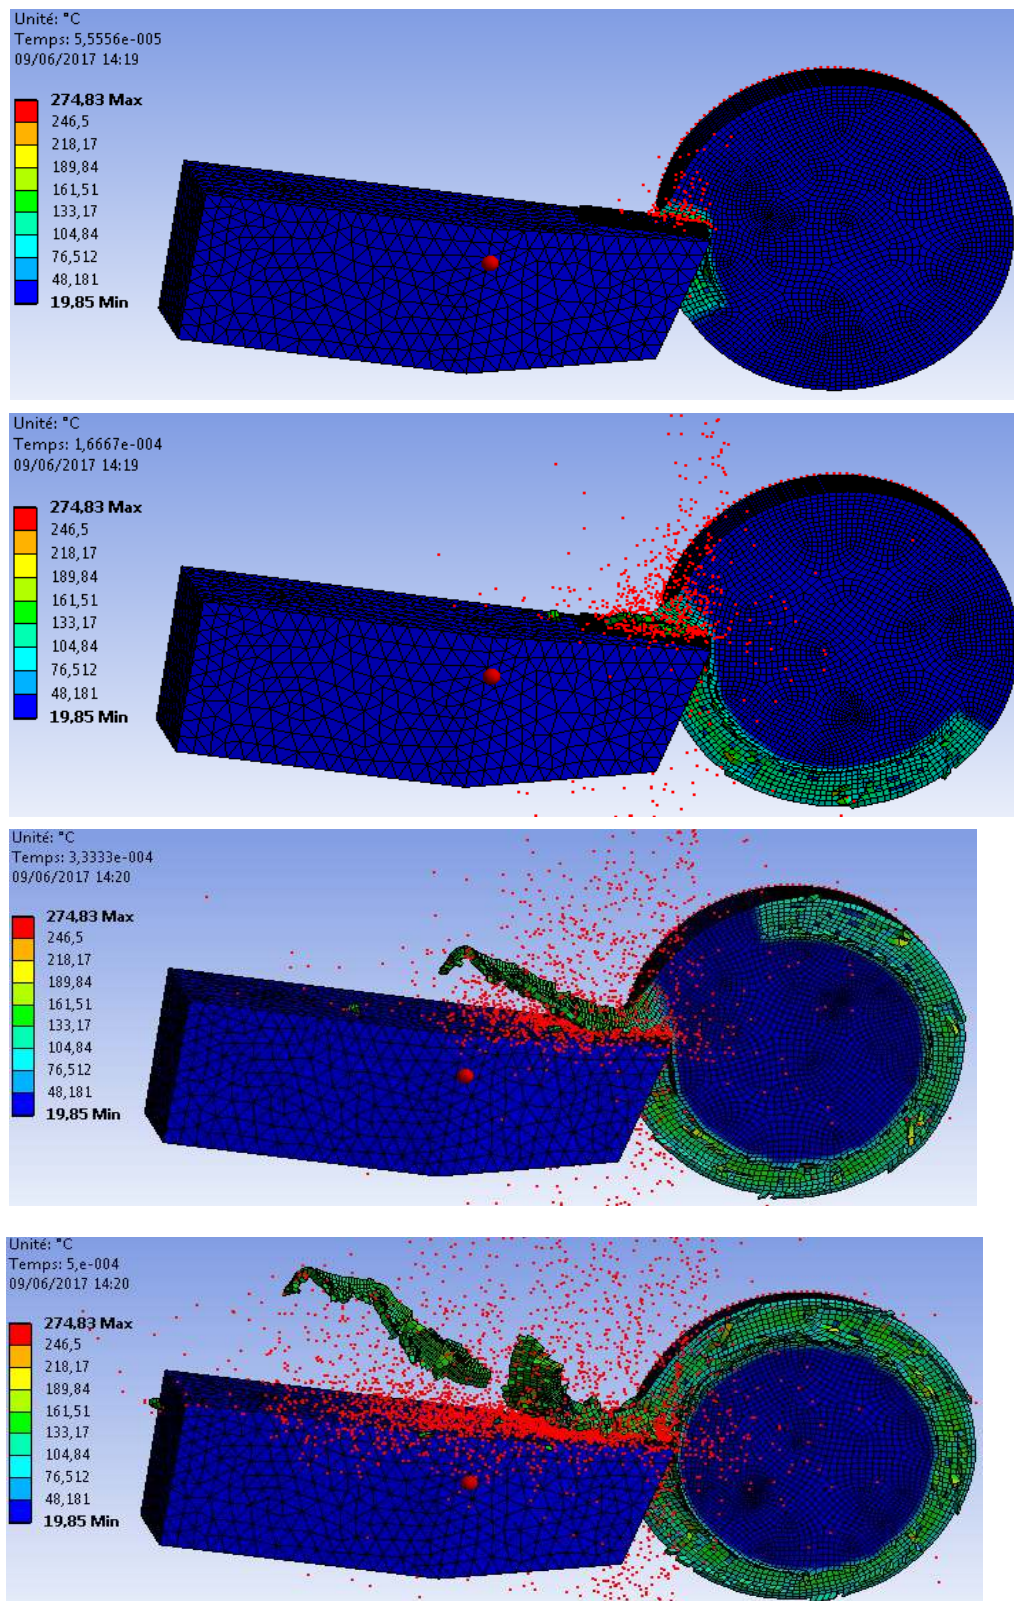 Unité: °C
Temps: 5,5556e-005
09/06/2017 14:19
274,83 Max
246,5
218,17
189,84
161,51
133,17
104,84
76,512
48,181
19,85 Min
Unité: °C
Temps: 1,6667e-004
09/06/2017 14:19
274,83 Max
246,5
218,17
189,84
161,51
133,17
104,84
76,512
48,181
19,85 Min
Unité: °C
Temps: 3,3333e-004
09/06/2017 14:20
274,83 Max
246,5
218,17
189,84
161,51
133,17
104,84
76,512
48,181
19,85 Min
Unité: °C
Temps: 5,e-004
09/06/2017 14:20
274,83 Max
246,5
218,17
189,84
161,51
133,17
104,84
76,512
48,181
19,85 Min